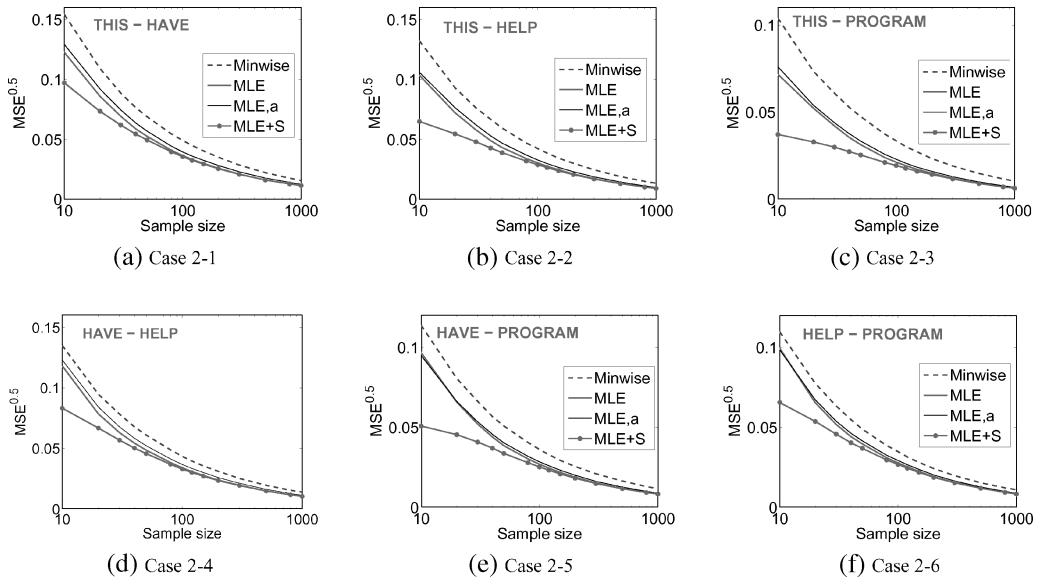 THIS – HAVE
0.15
0.1
0.05
0
MSE0.5
Minwise
MLE
MLE,a
MLE+S
10 100 1000
Sample size
(a) Case 2-1
THIS – HELP
0.15
0.1
0.05
0
MSE0.5
Minwise
MLE
MLE,a
MLE+S
10 100 1000
Sample size
(b) Case 2-2
THIS – PROGRAM
0.1
0.05
0
MSE0.5
Minwise
MLE
MLE,a
MLE+S
10 100 1000
Sample size
(c) Case 2-3
HAVE – HELP
0.15
0.1
0.05
0
MSE0.5
10 100 1000
Sample size
(d) Case 2-4
HAVE – PROGRAM
0.1
0.05
0
MSE0.5
Minwise
MLE
MLE,a
MLE+S
10 100 1000
Sample size
(e) Case 2-5
HELP – PROGRAM
0.1
0.05
0
MSE0.5
Minwise
MLE
MLE,a
MLE+S
10 100 1000
Sample size
(f) Case 2-6